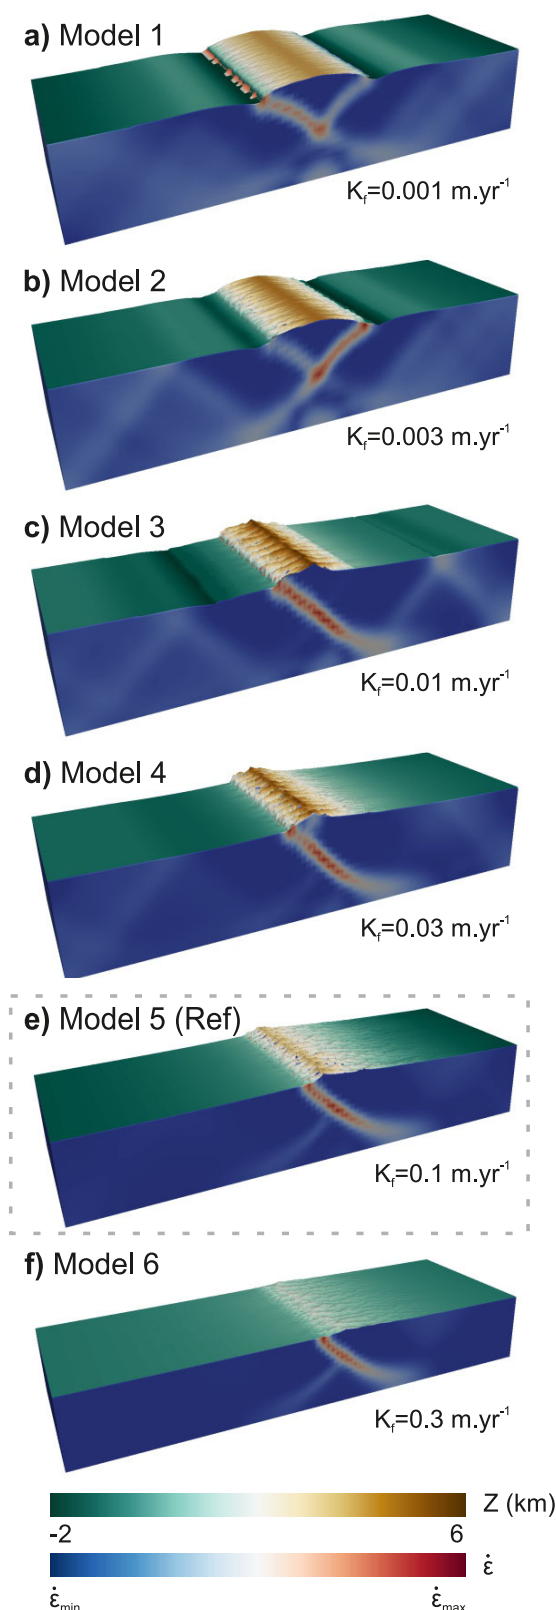 a) Model 1
K_f=0.001 m.yr⁻¹
b) Model 2
K_f=0.003 m.yr⁻¹
c) Model 3
K_f=0.01 m.yr⁻¹
d) Model 4
K_f=0.03 m.yr⁻¹
e) Model 5 (Ref)
K_f=0.1 m.yr⁻¹
f) Model 6
K_f=0.3 m.yr⁻¹
Z (km)
-2 6
ε̇
ε̇_min ε̇_max